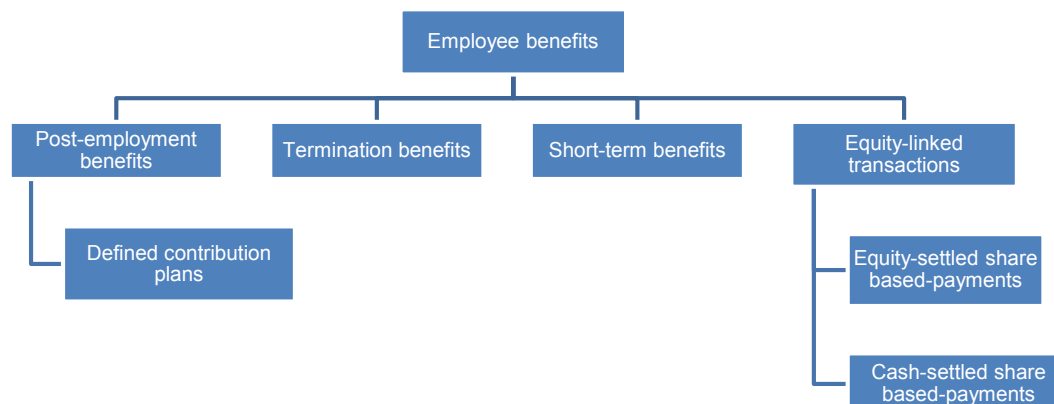 Employee benefits
Post-employment
benefits
Termination benefits
Short-term benefits
Equity-linked
transactions
Defined contribution
plans
Equity-settled share
based-payments
Cash-settled share
based-payments